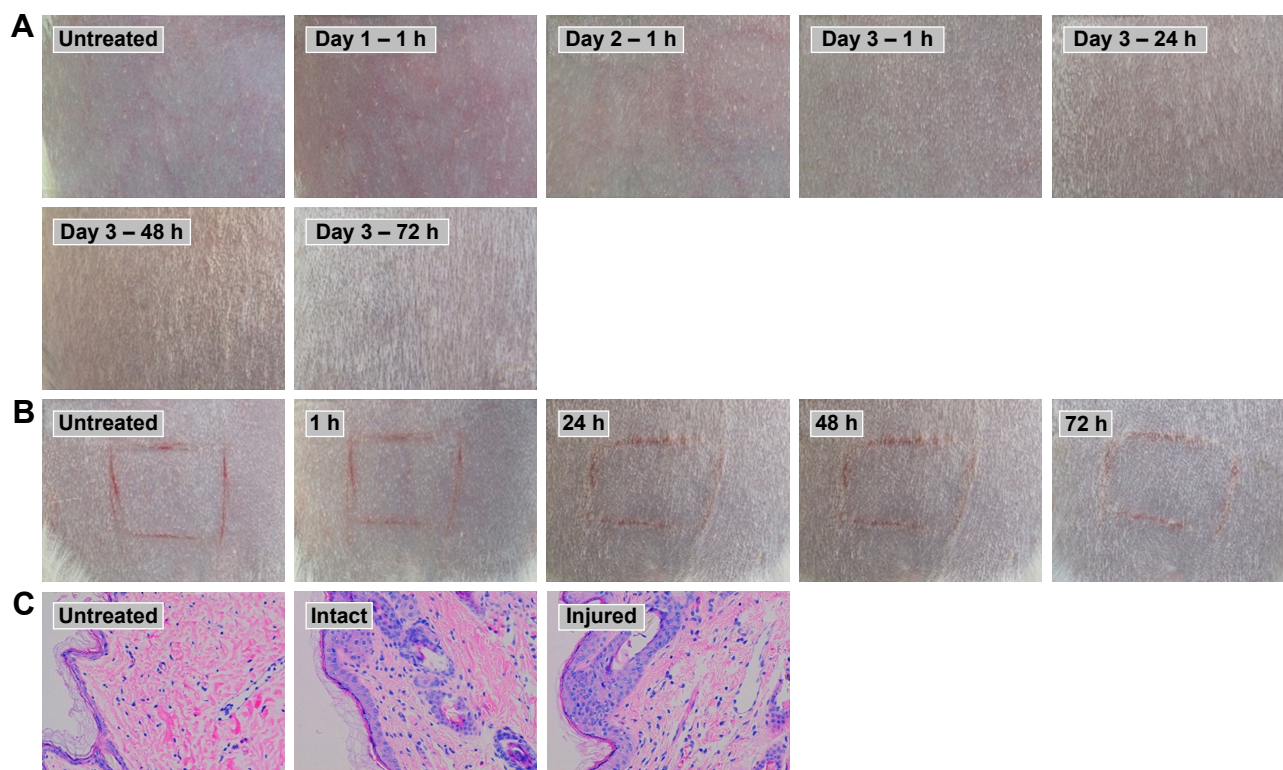 A
Untreated
Day 1 – 1 h
Day 2 – 1 h
Day 3 – 1 h
Day 3 – 24 h
Day 3 – 48 h
Day 3 – 72 h
B
Untreated
1 h
24 h
48 h
72 h
C
Untreated
Intact
Injured